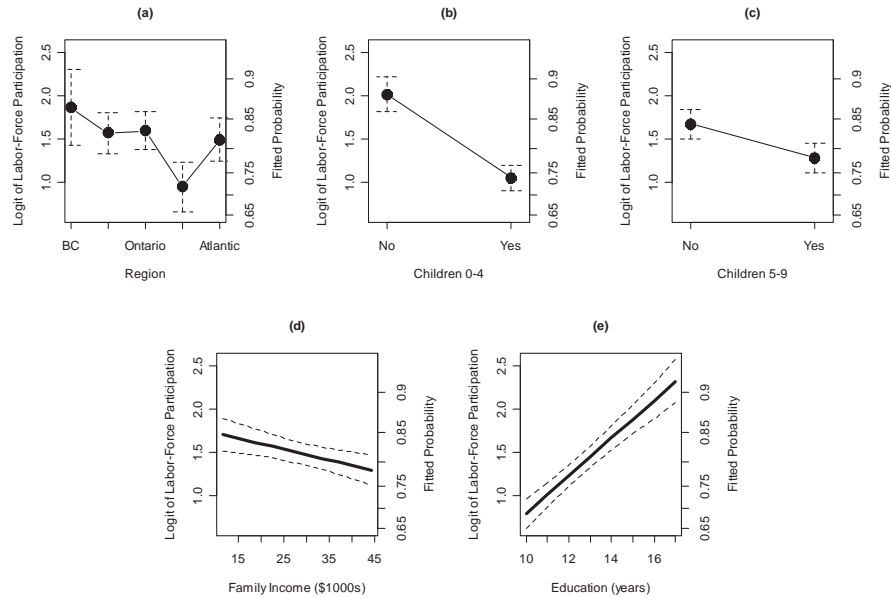 (a)
Logit of Labor-Force Participation
2.5
2.0
1.5
1.0
0.9
0.85
0.75
0.65
Fitted Probability
BC
Ontario
Atlantic
Region
(b)
Logit of Labor-Force Participation
2.5
2.0
1.5
1.0
0.9
0.85
0.75
0.65
Fitted Probability
No
Yes
Children 0-4
(c)
Logit of Labor-Force Participation
2.5
2.0
1.5
1.0
0.9
0.85
0.75
0.65
Fitted Probability
No
Yes
Children 5-9
(d)
Logit of Labor-Force Participation
2.5
2.0
1.5
1.0
0.9
0.85
0.75
0.65
Fitted Probability
15 25 35 45
Family Income ($1000s)
(e)
Logit of Labor-Force Participation
2.5
2.0
1.5
1.0
0.9
0.85
0.75
0.65
Fitted Probability
10 12 14 16
Education (years)